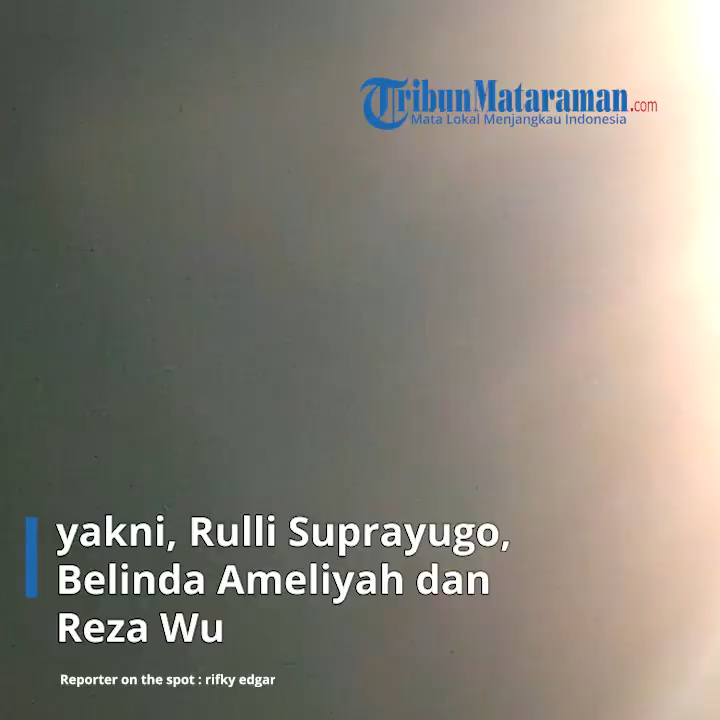 TribunMataraman.com
Mata Lokal Menjangkau Indonesia
yakni, Rulli Suprayugo,
Belinda Ameliyah dan
Reza Wu
Reporter on the spot : rifky edgar